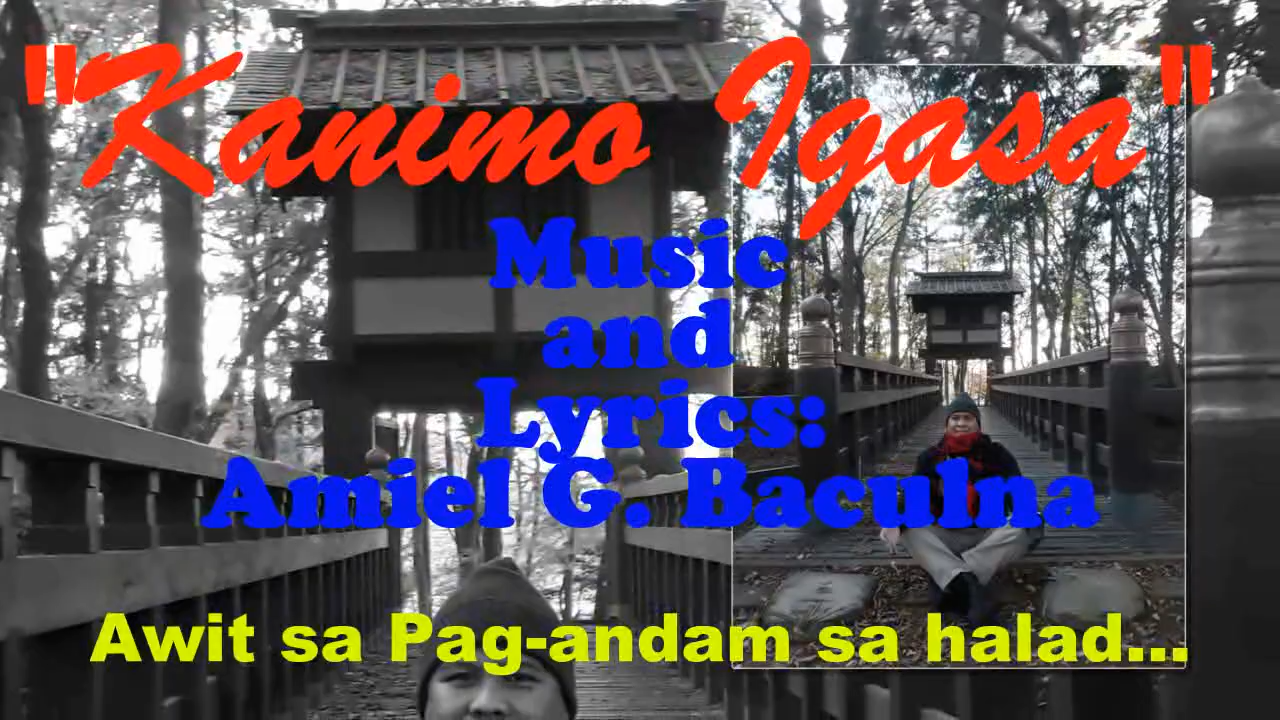 "Kanimo Igasa"
Music
and
Lyrics:
Amiel G. Baculna
Awit sa Pag-andam sa halad...